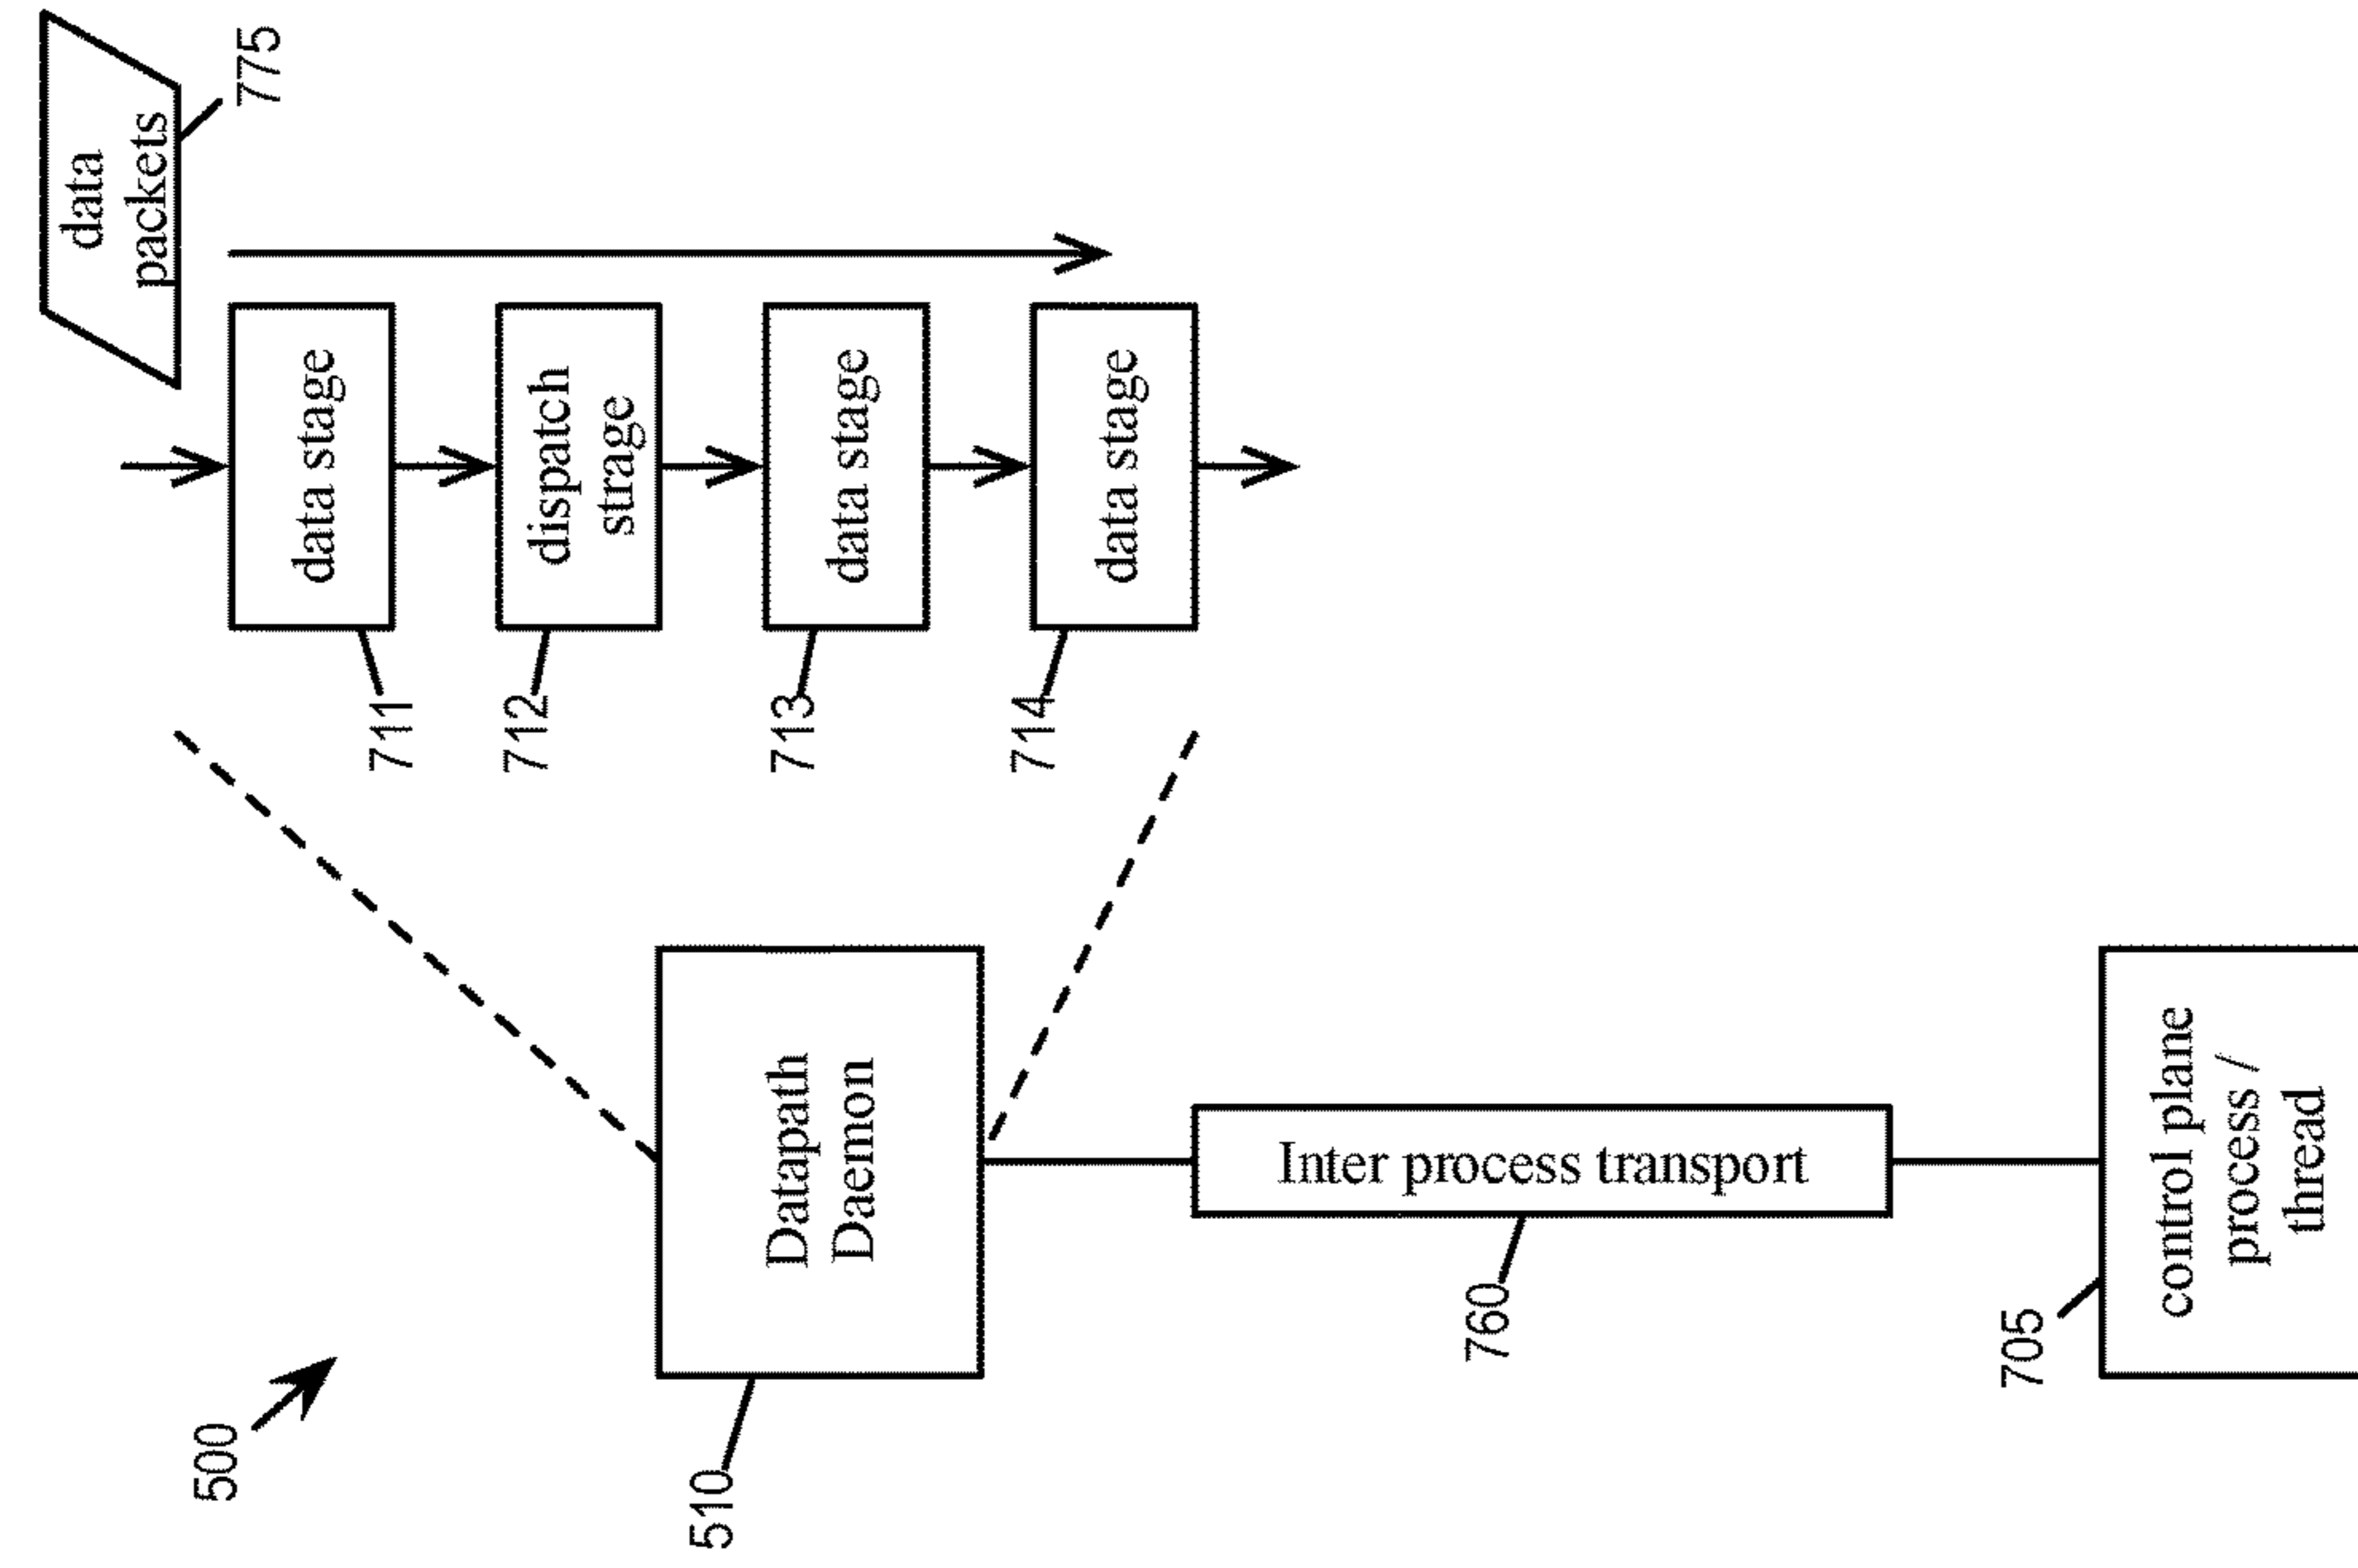 data
packets
775
500
data stage
711
712
dispatch
strage
510
Datapath
Daemon
713
data stage
714
data stage
760
Inter process transport
705
control plane
process /
thread